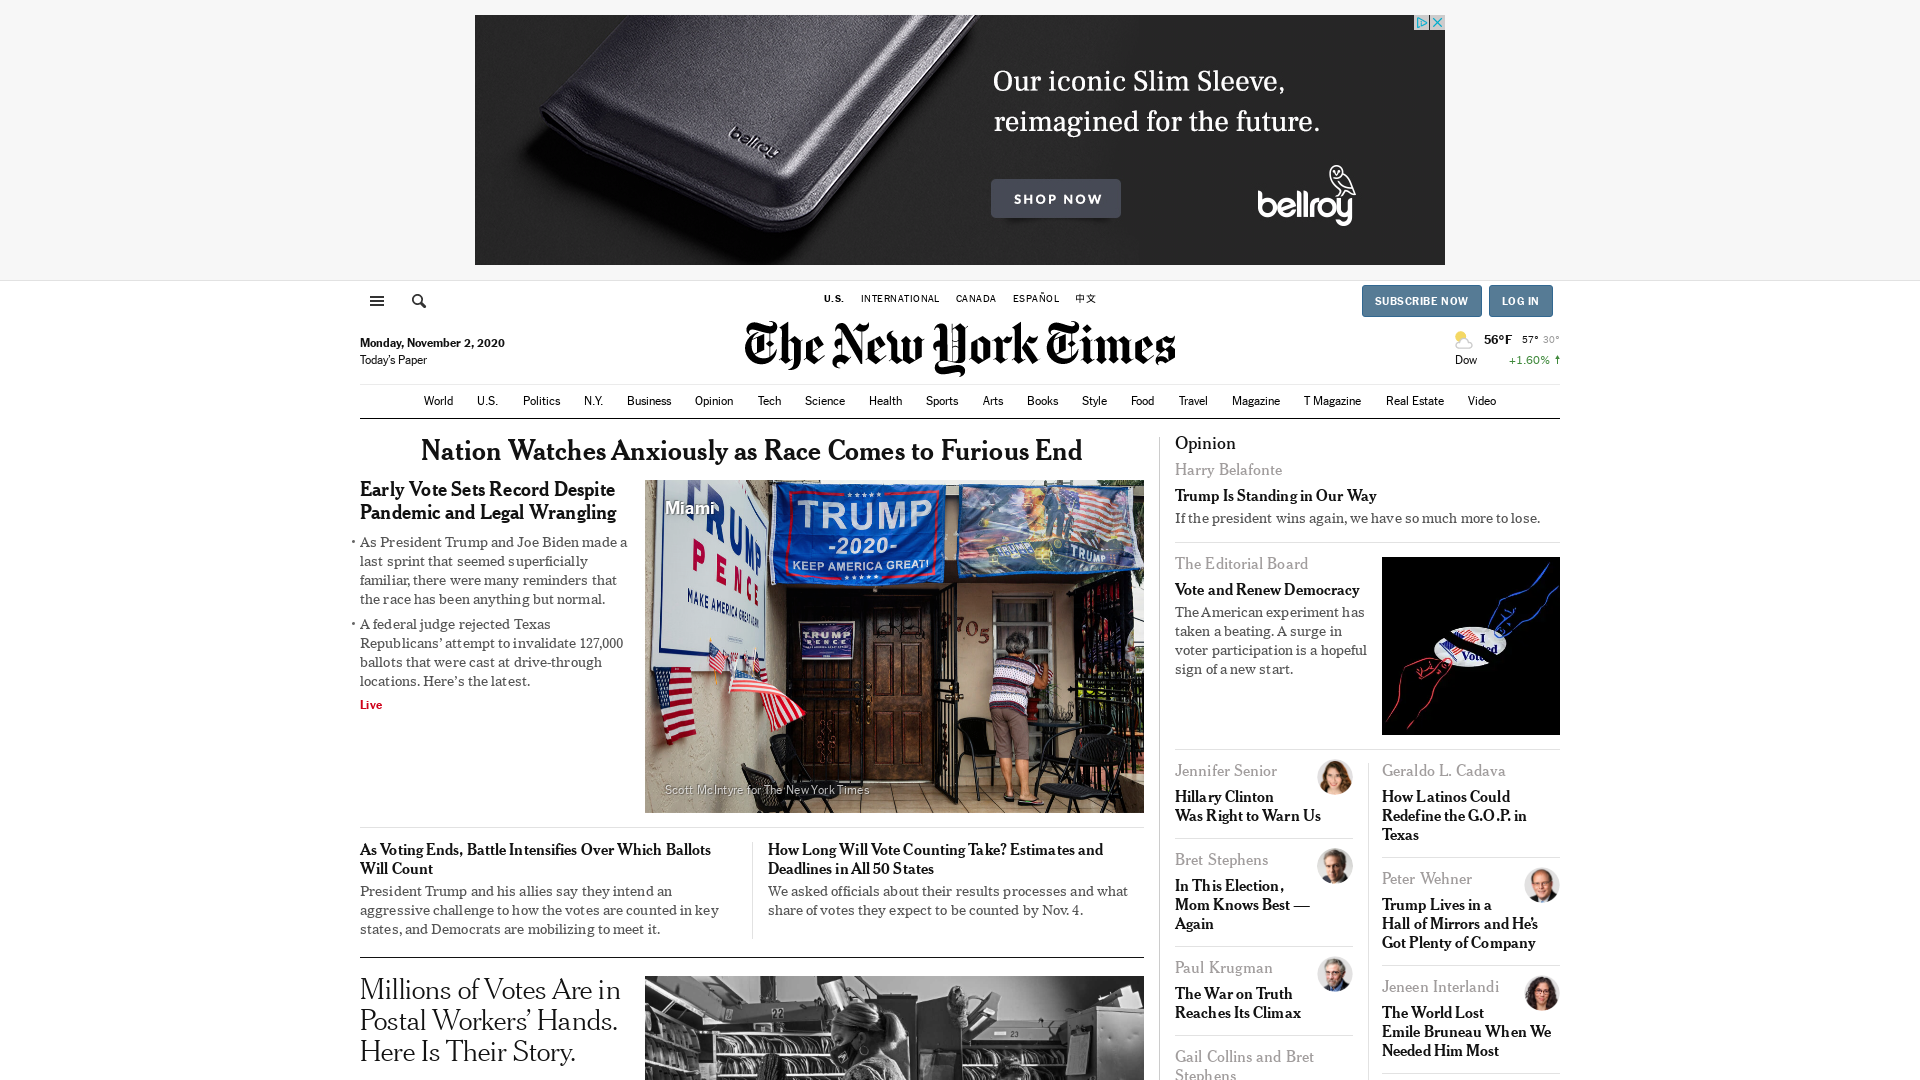 bellroy
Our iconic Slim Sleeve,
reimagined for the future.
SHOP NOW
bellroy
U.S. INTERNATIONAL CANADA ESPAÑOL 中文
SUBSCRIBE NOW LOG IN
The New York Times
Monday, November 2, 2020
Today's Paper
56°F 57° 30°
Dow +1.60% ↑
World U.S. Politics N.Y. Business Opinion Tech Science Health Sports Arts Books Style Food Travel Magazine T Magazine Real Estate Video
Nation Watches Anxiously as Race Comes to Furious End
Early Vote Sets Record Despite
Pandemic and Legal Wrangling
• As President Trump and Joe Biden made a
last sprint that seemed superficially
familiar, there were many reminders that
the race has been anything but normal.
• A federal judge rejected Texas
Republicans' attempt to invalidate 127,000
ballots that were cast at drive-through
locations. Here's the latest.
Live
Miami
TRUMP
PENCE
MAKE AMERICA GREAT AGAIN!
TRUMP
-2020-
KEEP AMERICA GREAT!
TRUMP
TRUMP
TRUMP
PENCE
3705
Scott McIntyre for The New York Times
As Voting Ends, Battle Intensifies Over Which Ballots
Will Count
President Trump and his allies say they intend an
aggressive challenge to how the votes are counted in key
states, and Democrats are mobilizing to meet it.
How Long Will Vote Counting Take? Estimates and
Deadlines in All 50 States
We asked officials about their results processes and what
share of votes they expect to be counted by Nov. 4.
Millions of Votes Are in
Postal Workers' Hands.
Here Is Their Story.
22
23
Opinion
Harry Belafonte
Trump Is Standing in Our Way
If the president wins again, we have so much more to lose.
The Editorial Board
Vote and Renew Democracy
The American experiment has
taken a beating. A surge in
voter participation is a hopeful
sign of a new start.
I
Voted
Jennifer Senior
Hillary Clinton
Was Right to Warn Us
Bret Stephens
In This Election,
Mom Knows Best —
Again
Paul Krugman
The War on Truth
Reaches Its Climax
Gail Collins and Bret
Stephens
Geraldo L. Cadava
How Latinos Could
Redefine the G.O.P. in
Texas
Peter Wehner
Trump Lives in a
Hall of Mirrors and He's
Got Plenty of Company
Jeneen Interlandi
The World Lost
Emile Bruneau When We
Needed Him Most